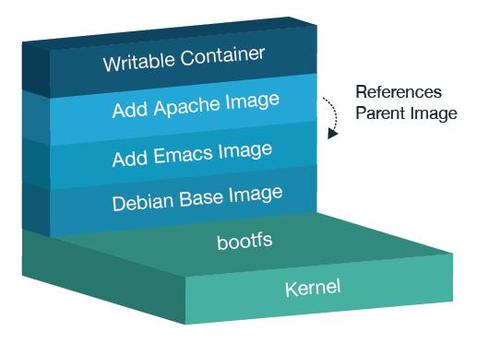 Writable Container
Add Apache Image
References
Parent Image
Add Emacs Image
Debian Base Image
bootfs
Kernel